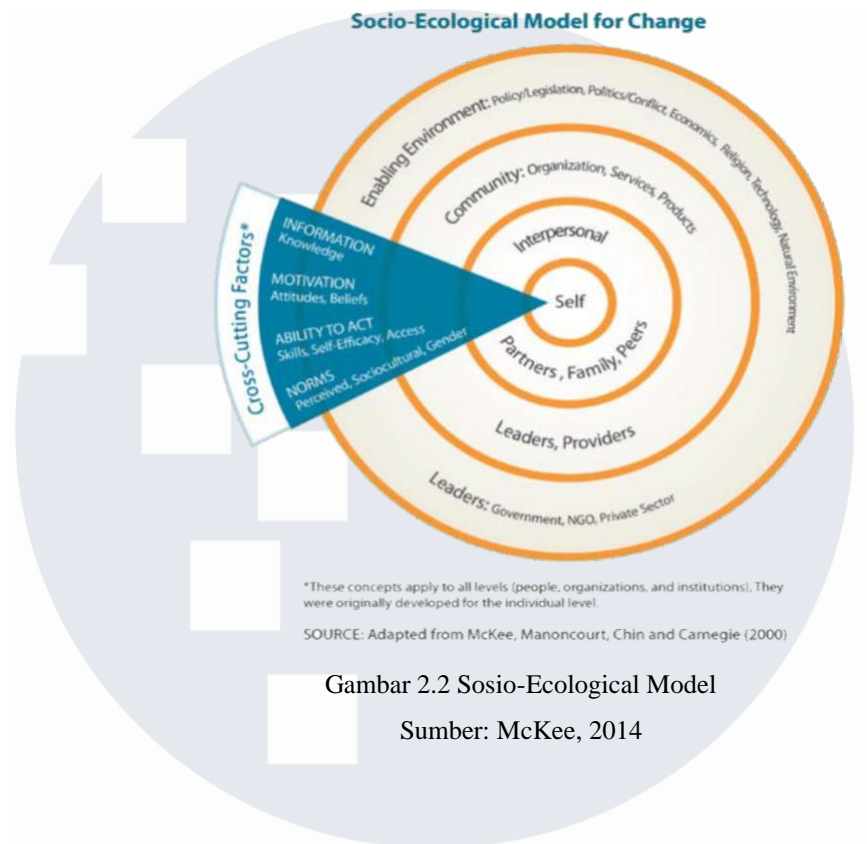 Socio-Ecological Model for Change
Enabling Environment: Policy/Legislation, Politics/Conflict, Economics, Religion, Technology, Natural Environment
Community: Organization, Services, Products
Interpersonal
Self
Partners, Family, Peers
Leaders, Providers
Leaders: Government, NGO, Private Sector
Cross-Cutting Factors*
INFORMATION
Knowledge
MOTIVATION
Attitudes, Beliefs
ABILITY TO ACT
Skills, Self-Efficacy, Access
NORMS
Perceived, Sociocultural, Gender
*These concepts apply to all levels (people, organizations, and institutions). They
were originally developed for the individual level.
SOURCE: Adapted from McKee, Manoncourt, Chin and Carnegie (2000)
Gambar 2.2 Sosio-Ecological Model
Sumber: McKee, 2014